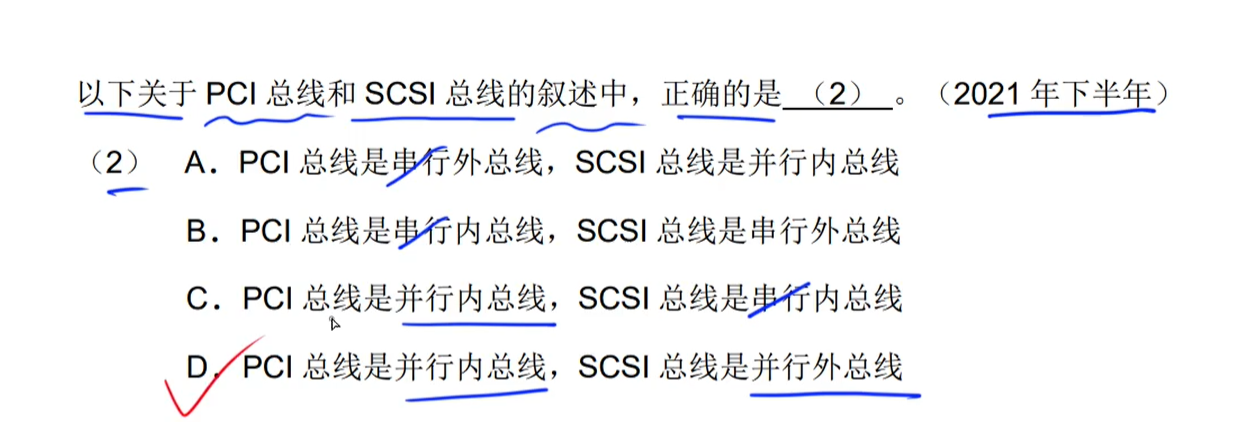 以下关于 PCI 总线和 SCSI 总线的叙述中，正确的是 （2） 。（2021 年下半年）
（2） A．PCI 总线是串行外总线，SCSI 总线是并行内总线
B．PCI 总线是串行内总线，SCSI 总线是串行外总线
C．PCI 总线是并行内总线，SCSI 总线是串行内总线
D．PCI 总线是并行内总线，SCSI 总线是并行外总线